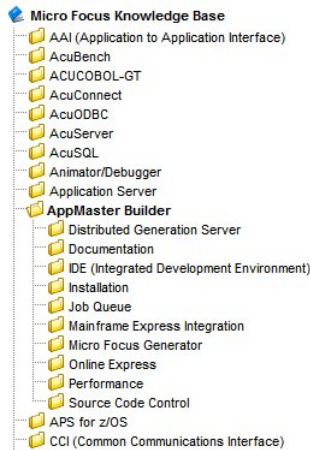 Micro Focus Knowledge Base
AAI (Application to Application Interface)
AcuBench
ACUCOBOL-GT
AcuConnect
AcuODBC
AcuServer
AcuSQL
Animator/Debugger
Application Server
AppMaster Builder
Distributed Generation Server
Documentation
IDE (Integrated Development Environment)
Installation
Job Queue
Mainframe Express Integration
Micro Focus Generator
Online Express
Performance
Source Code Control
APS for z/OS
CCI (Common Communications Interface)